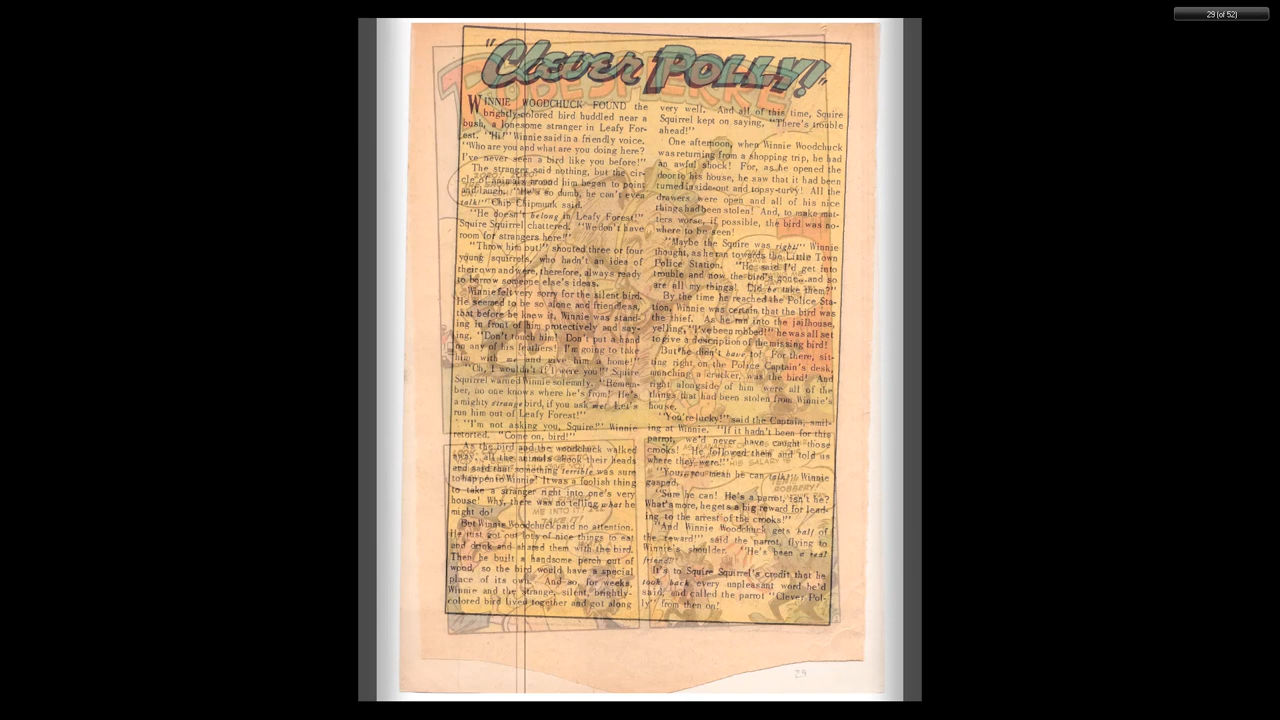 29 (of 52)
"Clever POLLY!"
WINNIE WOODCHUCK FOUND the
brightly-colored bird huddled near a
bush, a lonesome stranger in Leafy For-
est. "Hi!" Winnie said in a friendly voice.
"Who are you and what are you doing here?
I've never seen a bird like you before!"
The stranger said nothing, but the cir-
cle of animals around him began to point
and laugh. "He's so dumb, he can't even
talk!" Chip Chipmunk said.
"He doesn't belong in Leafy Forest!"
Squire Squirrel chattered. "We don't have
room for strangers here!"
"Throw him out!" shouted three or four
young squirrels, who hadn't an idea of
their own and were, therefore, always ready
to borrow someone else's ideas.
Winnie felt very sorry for the silent bird.
He seemed to be so alone and friendless,
that before he knew it, Winnie was stand-
ing in front of him protectively and say-
ing, "Don't touch him! Don't put a hand
on any of his feathers! I'm going to take
him with me and give him a home!"
"Oh, I wouldn't if I were you!" Squire
Squirrel warned Winnie solemnly. "Remem-
ber, no one knows where he's from! He's
a mighty strange bird, if you ask me! Let's
run him out of Leafy Forest!"
"I'm not asking you, Squire!" Winnie
retorted. "Come on, bird!"
As the bird and the woodchuck walked
away, all the animals shook their heads
and said that something terrible was sure
to happen to Winnie! It was a foolish thing
to take a stranger right into one's very
house! Why, there was no telling what he
might do!
But Winnie Woodchuck paid no attention.
He just got out lots of nice things to eat
and drink and shared them with the bird.
Then he built a handsome perch out of
wood, so the bird would have a special
place of its own. And so, for weeks,
Winnie and the strange, silent, brightly-
colored bird lived together and got along
very well. And all of this time, Squire
Squirrel kept on saying, "There's trouble
ahead!"
One afternoon, when Winnie Woodchuck
was returning from a shopping trip, he had
an awful shock! For, as he opened the
door to his house, he saw that it had been
turned inside-out and topsy-turvy! All the
drawers were open and all of his nice
things had been stolen! And, to make mat-
ters worse, if possible, the bird was no-
where to be seen!
"Maybe the Squire was right!" Winnie
thought, as he ran towards the Little Town
Police Station. "He said I'd get into
trouble and now the bird's gone...and so
are all my things! Did he take them?"
By the time he reached the Police Sta-
tion, Winnie was certain that the bird was
the thief. As he ran into the jailhouse,
yelling, "I've been robbed!" he was all set
to give a description of the missing bird!
But he didn't have to! For there, sit-
ting right on the Police Captain's desk,
munching a cracker, was the bird! And
right alongside of him were all of the
things that had been stolen from Winnie's
house.
"You're lucky!" said the Captain, smil-
ing at Winnie. "If it hadn't been for this
parrot, we'd never have caught those
crooks! He followed them and told us
where they were!"
"You, you mean he can talk?" Winnie
gasped.
"Sure he can! He's a parrot, isn't he?
What's more, he gets a big reward for lead-
ing to the arrest of the crooks!"
"And Winnie Woodchuck gets half of
the reward!" said the parrot, flying to
Winnie's shoulder. "He's been a real
friend!"
It's to Squire Squirrel's credit that he
took back every unpleasant word he'd
said, and called the parrot "Clever Pol-
ly" from then on!
29